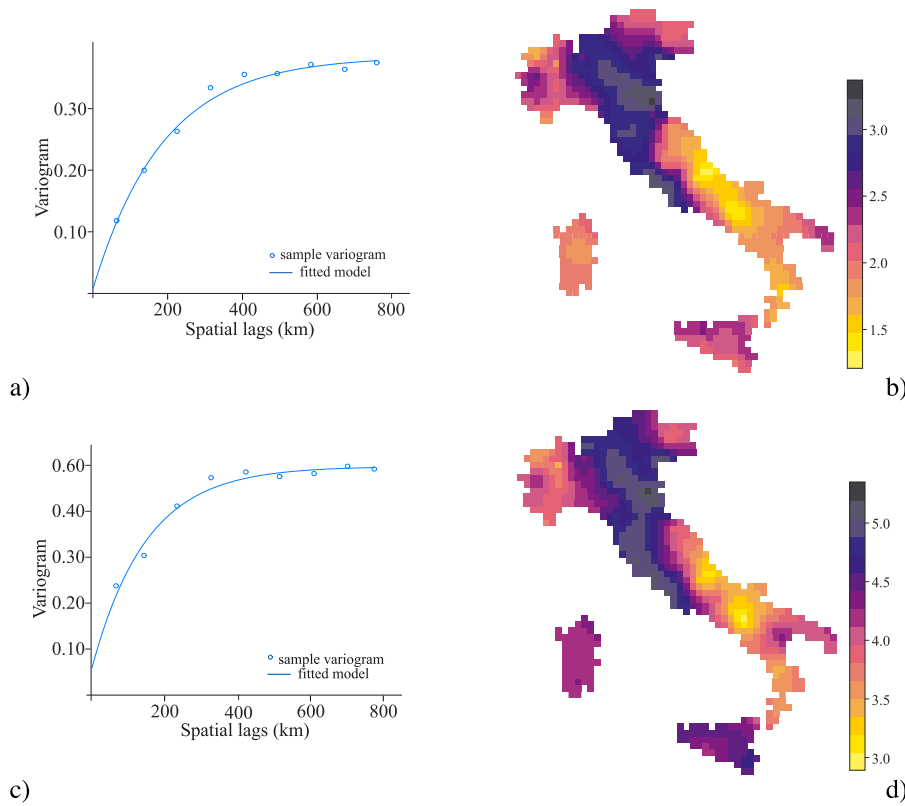 Variogram
0.30
0.20
0.10
sample variogram
fitted model
200
400
600
800
Spatial lags (km)
3.0
2.5
2.0
1.5
a)
b)
Variogram
0.60
0.40
0.30
0.20
0.10
sample variogram
fitted model
200
400
600
800
Spatial lags (km)
5.0
4.5
4.0
3.5
3.0
c)
d)